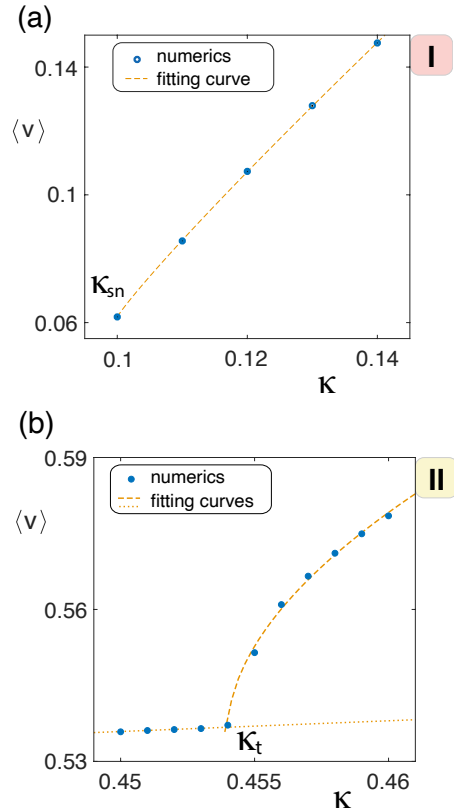 (a)
0.14
numerics
fitting curve
I
⟨v⟩
0.1
κsn
0.06
0.1 0.12 0.14
κ
(b)
0.59
numerics
fitting curves
II
⟨v⟩
0.56
κt
0.53
0.45 0.455 0.46
κ